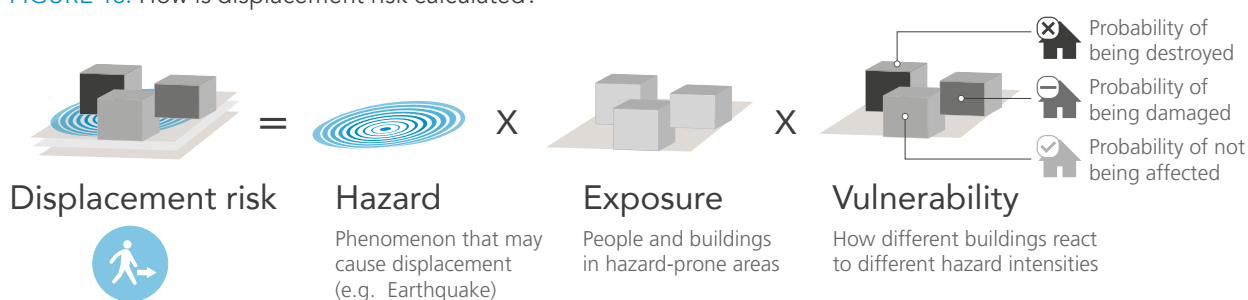 How is displacement risk calculated?
=
X
X
Probability of
being destroyed
Probability of
being damaged
Probability of not
being affected
Displacement risk
Hazard
Phenomenon that may
cause displacement
(e.g. Earthquake)
Exposure
People and buildings
in hazard-prone areas
Vulnerability
How different buildings react
to different hazard intensities